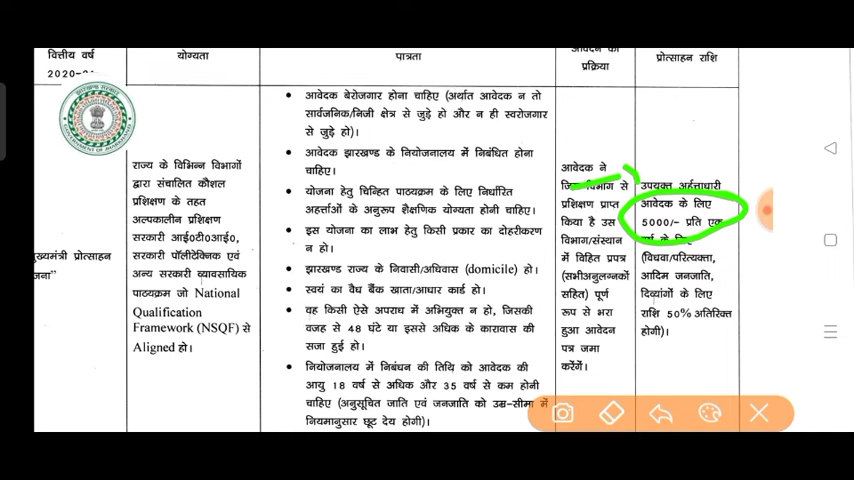 वित्तीय वर्ष
2020-
योग्यता
पात्रता
प्रक्रिया
प्रोत्साहन राशि
प्रोत्साहन
राज्य के विभिन्न विभागों
द्वारा संचालित कौशल
प्रशिक्षण के तहत
अल्पकालीन प्रशिक्षण
सरकारी आई०टी०आई०,
सरकारी पॉलीटेक्निक एवं
अन्य सरकारी व्यावसायिक
पाठ्यक्रम जो National
Qualification
Framework (NSQF) से
Aligned हो।
• आवेदक बेरोजगार होना चाहिए (अर्थात आवेदक न तो
सार्वजनिक/निजी क्षेत्र से जुड़े हो और न ही स्वरोजगार
से जुड़े हो)।
• आवेदक झारखण्ड के नियोजनालय में निबंधित होना
चाहिए।
• योजना हेतु चिन्हित पाठ्यक्रम के लिए निर्धारित
अहर्त्ताओं के अनुरूप शैक्षणिक योग्यता होनी चाहिए।
• इस योजना का लाभ हेतु किसी प्रकार का दोहरीकरण
न हो।
• झारखण्ड राज्य के निवासी/अधिवास (domicile) हो।
• स्वयं का वैध बैंक खाता/आधार कार्ड हो।
• वह किसी ऐसे अपराध में अभियुक्त न हो, जिसकी
वजह से 48 घंटे या इससे अधिक के कारावास की
सजा हुई हो।
• नियोजनालय में निबंधन की तिथि को आवेदक की
आयु 18 वर्ष से अधिक और 35 वर्ष से कम होनी
चाहिए (अनुसूचित जाति एवं जनजाति को उम्र-सीमा में
नियमानुसार छूट देय होगी)।
आवेदक ने
जिस विभाग से
प्रशिक्षण प्राप्त
किया है उस
विभाग/संस्थान
में विहित प्रपत्र
(सभीअनुलग्नकों
सहित) पूर्ण
रूप से भरा
हुआ आवेदन
पत्र जमा
करेंगें।
उपयुक्त अर्हत्ताधारी
आवेदक के लिए
5000/- प्रति एक
(विधवा/परित्यक्ता,
आदिम जनजाति,
दिव्यांगों के लिए
राशि 50% अतिरिक्त
होगी)।